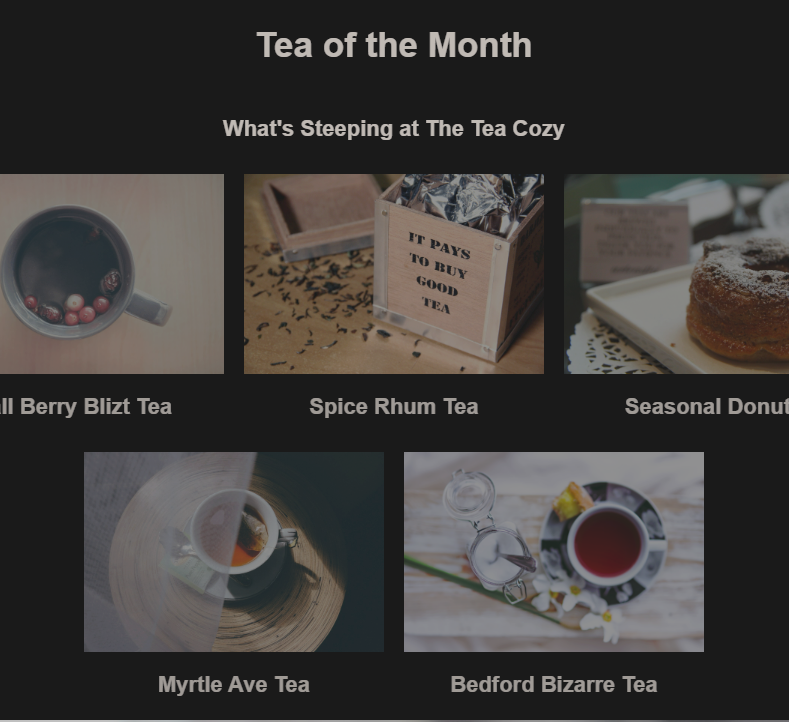 Tea of the Month
What's Steeping at The Tea Cozy
IT PAYS
TO BUY
GOOD
TEA
ll Berry Blizt Tea
Spice Rhum Tea
Seasonal Donut
Myrtle Ave Tea
Bedford Bizarre Tea